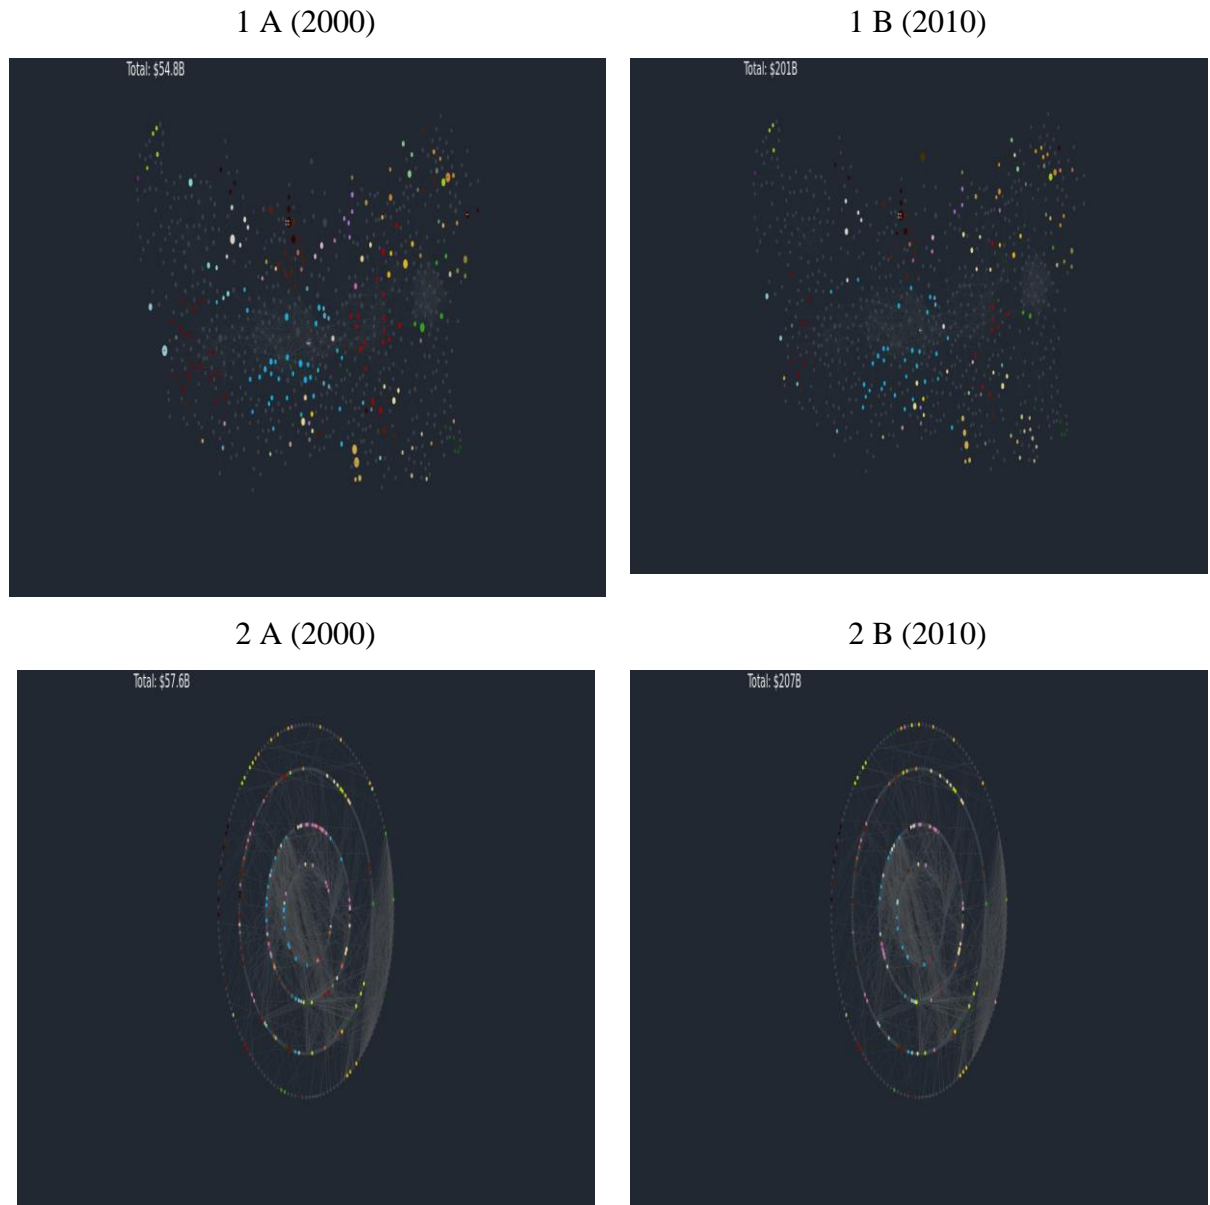 1 A (2000)
1 B (2010)
Total: $54.8B
Total: $201B
2 A (2000)
2 B (2010)
Total: $57.6B
Total: $207B